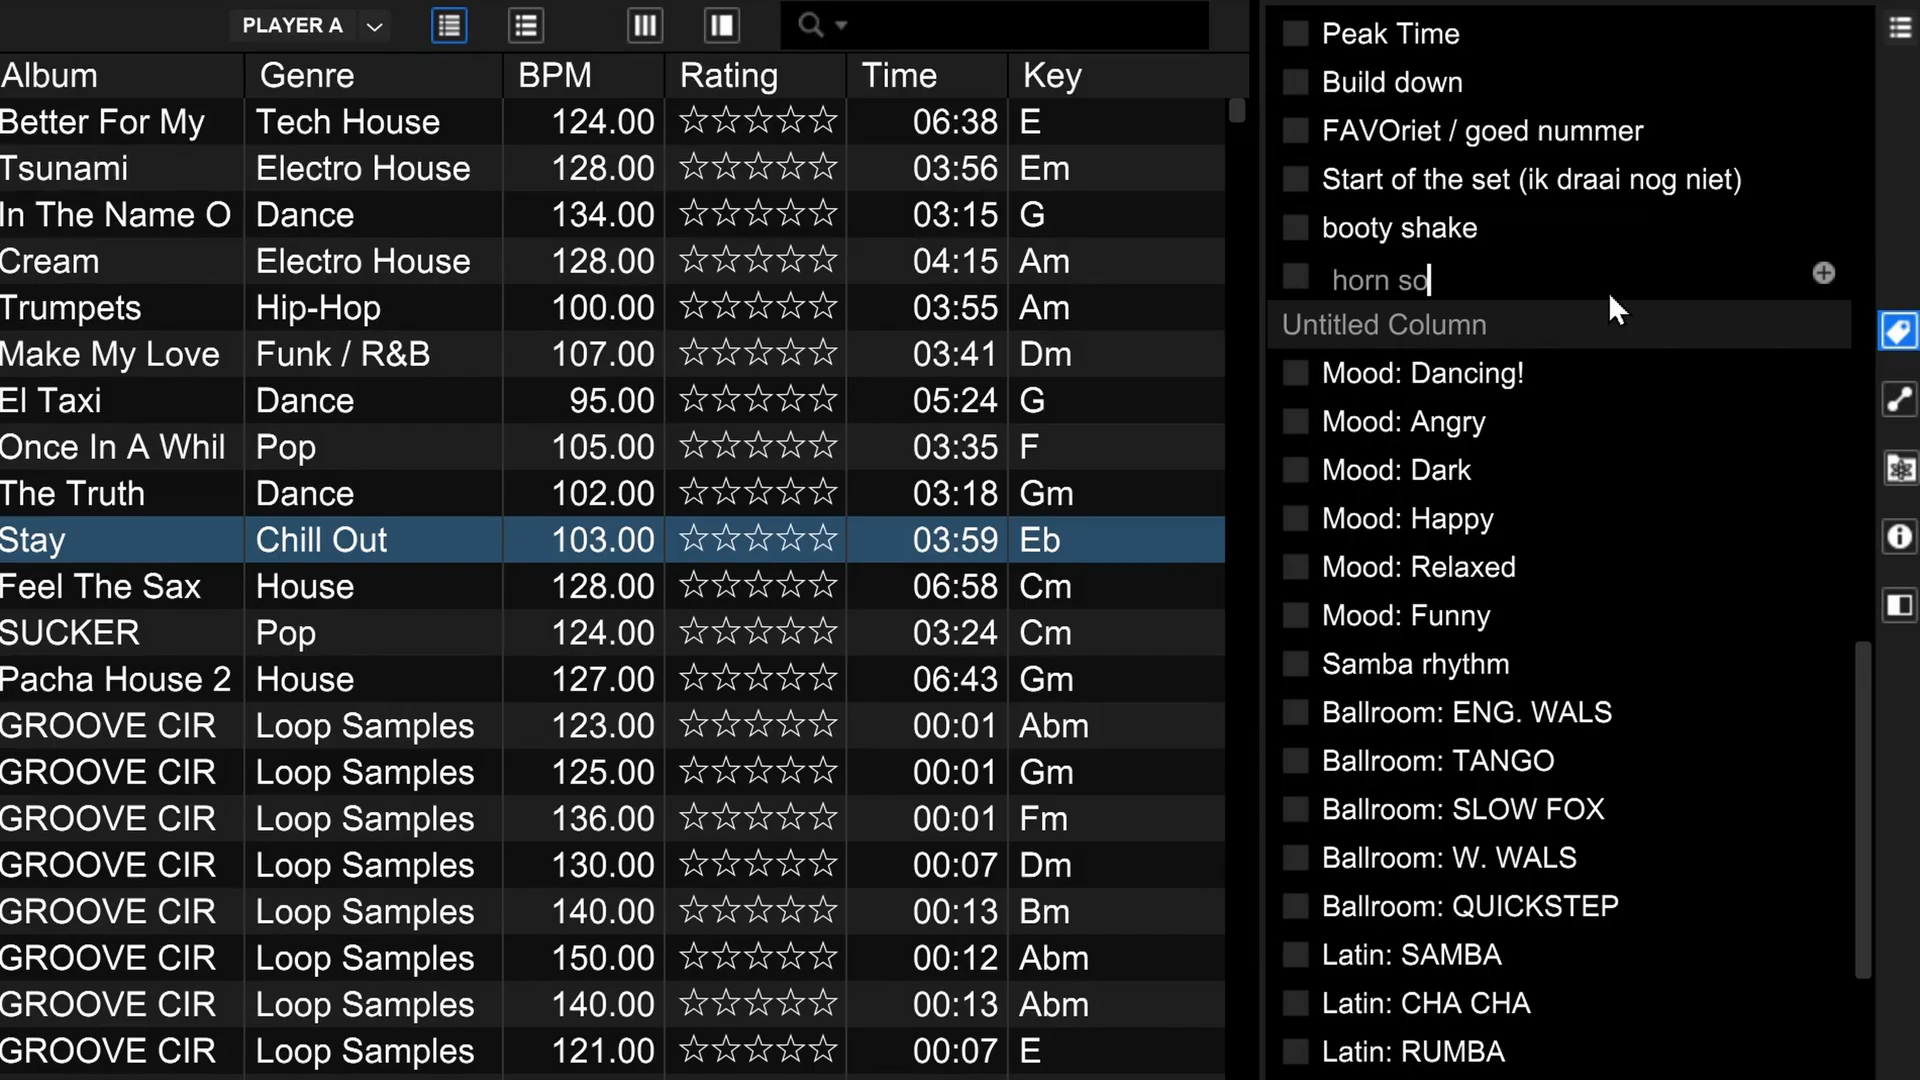 PLAYER A
Album Genre BPM Rating Time Key
Better For My Tech House 124.00 ☆☆☆☆☆ 06:38 E
Tsunami Electro House 128.00 ☆☆☆☆☆ 03:56 Em
In The Name O Dance 134.00 ☆☆☆☆☆ 03:15 G
Cream Electro House 128.00 ☆☆☆☆☆ 04:15 Am
Trumpets Hip-Hop 100.00 ☆☆☆☆☆ 03:55 Am
Make My Love Funk / R&B 107.00 ☆☆☆☆☆ 03:41 Dm
El Taxi Dance 95.00 ☆☆☆☆☆ 05:24 G
Once In A Whil Pop 105.00 ☆☆☆☆☆ 03:35 F
The Truth Dance 102.00 ☆☆☆☆☆ 03:18 Gm
Stay Chill Out 103.00 ☆☆☆☆☆ 03:59 Eb
Feel The Sax House 128.00 ☆☆☆☆☆ 06:58 Cm
SUCKER Pop 124.00 ☆☆☆☆☆ 03:24 Cm
Pacha House 2 House 127.00 ☆☆☆☆☆ 06:43 Gm
GROOVE CIR Loop Samples 123.00 ☆☆☆☆☆ 00:01 Abm
GROOVE CIR Loop Samples 125.00 ☆☆☆☆☆ 00:01 Gm
GROOVE CIR Loop Samples 136.00 ☆☆☆☆☆ 00:01 Fm
GROOVE CIR Loop Samples 130.00 ☆☆☆☆☆ 00:07 Dm
GROOVE CIR Loop Samples 140.00 ☆☆☆☆☆ 00:13 Bm
GROOVE CIR Loop Samples 150.00 ☆☆☆☆☆ 00:12 Abm
GROOVE CIR Loop Samples 140.00 ☆☆☆☆☆ 00:13 Abm
GROOVE CIR Loop Samples 121.00 ☆☆☆☆☆ 00:07 E
Peak Time
Build down
FAVOriet / goed nummer
Start of the set (ik draai nog niet)
booty shake
horn so
Untitled Column
Mood: Dancing!
Mood: Angry
Mood: Dark
Mood: Happy
Mood: Relaxed
Mood: Funny
Samba rhythm
Ballroom: ENG. WALS
Ballroom: TANGO
Ballroom: SLOW FOX
Ballroom: W. WALS
Ballroom: QUICKSTEP
Latin: SAMBA
Latin: CHA CHA
Latin: RUMBA